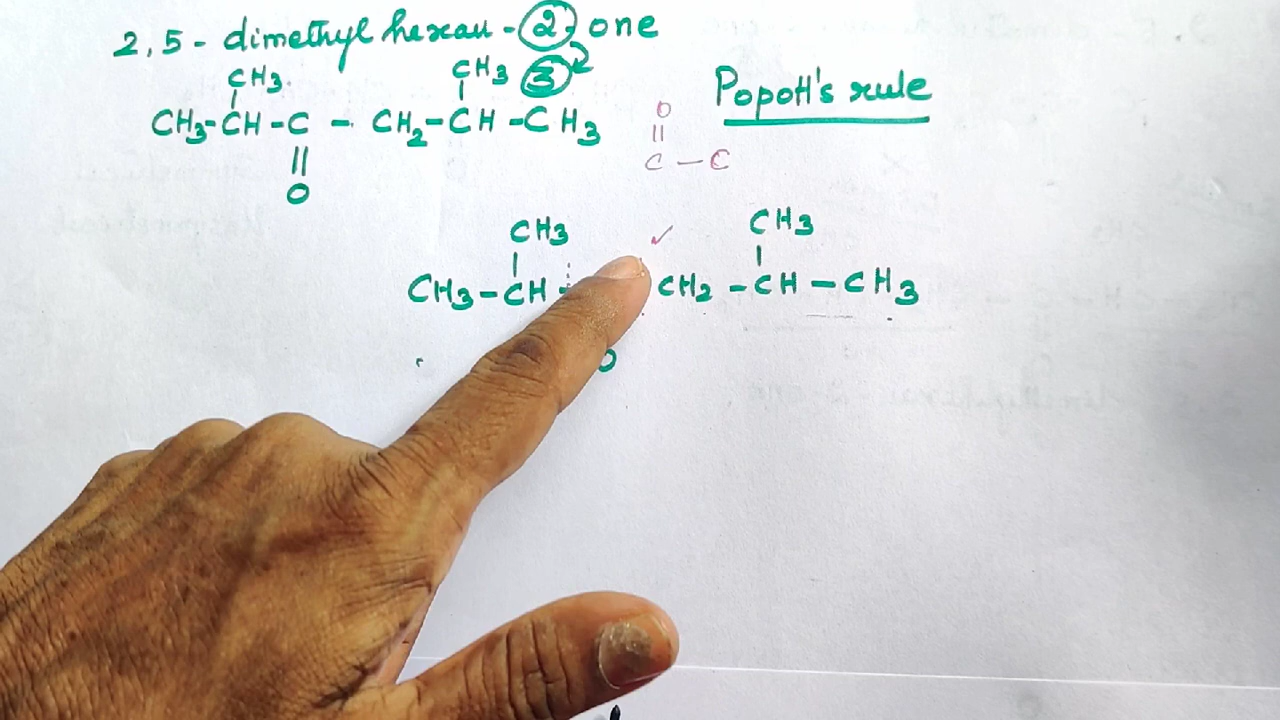 2,5- dimethyl hexan - 2, one
3
CH3 CH3
CH3-CH-C - CH2-CH-CH3
||
O
Popoff's rule
O
||
C-C
CH3 CH3
CH3-CH- CH2-CH-CH3
O